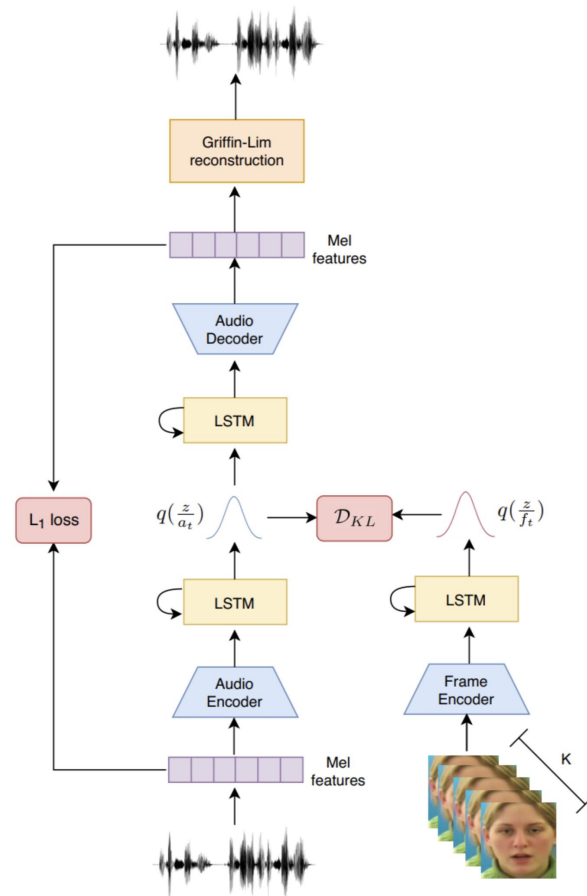 Griffin-Lim
reconstruction
Mel
features
Audio
Decoder
LSTM
L₁ loss
q(z/aₜ)
𝒟_KL
q(z/fₜ)
LSTM
LSTM
Audio
Encoder
Frame
Encoder
Mel
features
K